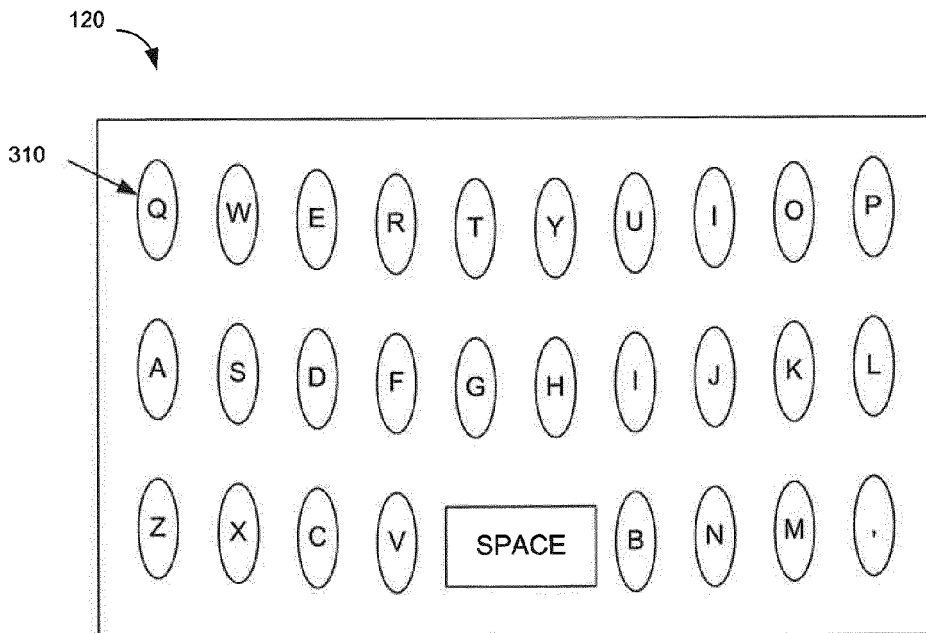 120
310
Q W E R T Y U I O P
A S D F G H I J K L
Z X C V SPACE B N M ,